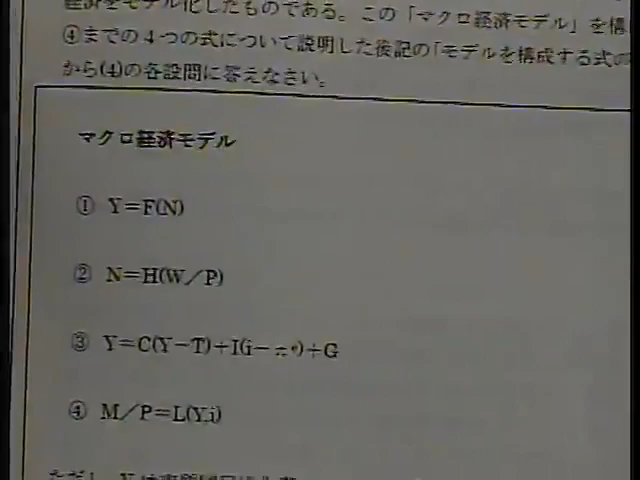 経済をモデル化したものである。この「マクロ経済モデル」を構
④までの4つの式について説明した後記の「モデルを構成する式の
から(4)の各設問に答えなさい。
マクロ経済モデル
① Y=F(N)
② N=H(W/P)
③ Y=C(Y-T)+I(i-)+G
④ M/P=L(Y,i)
ただし、Yは